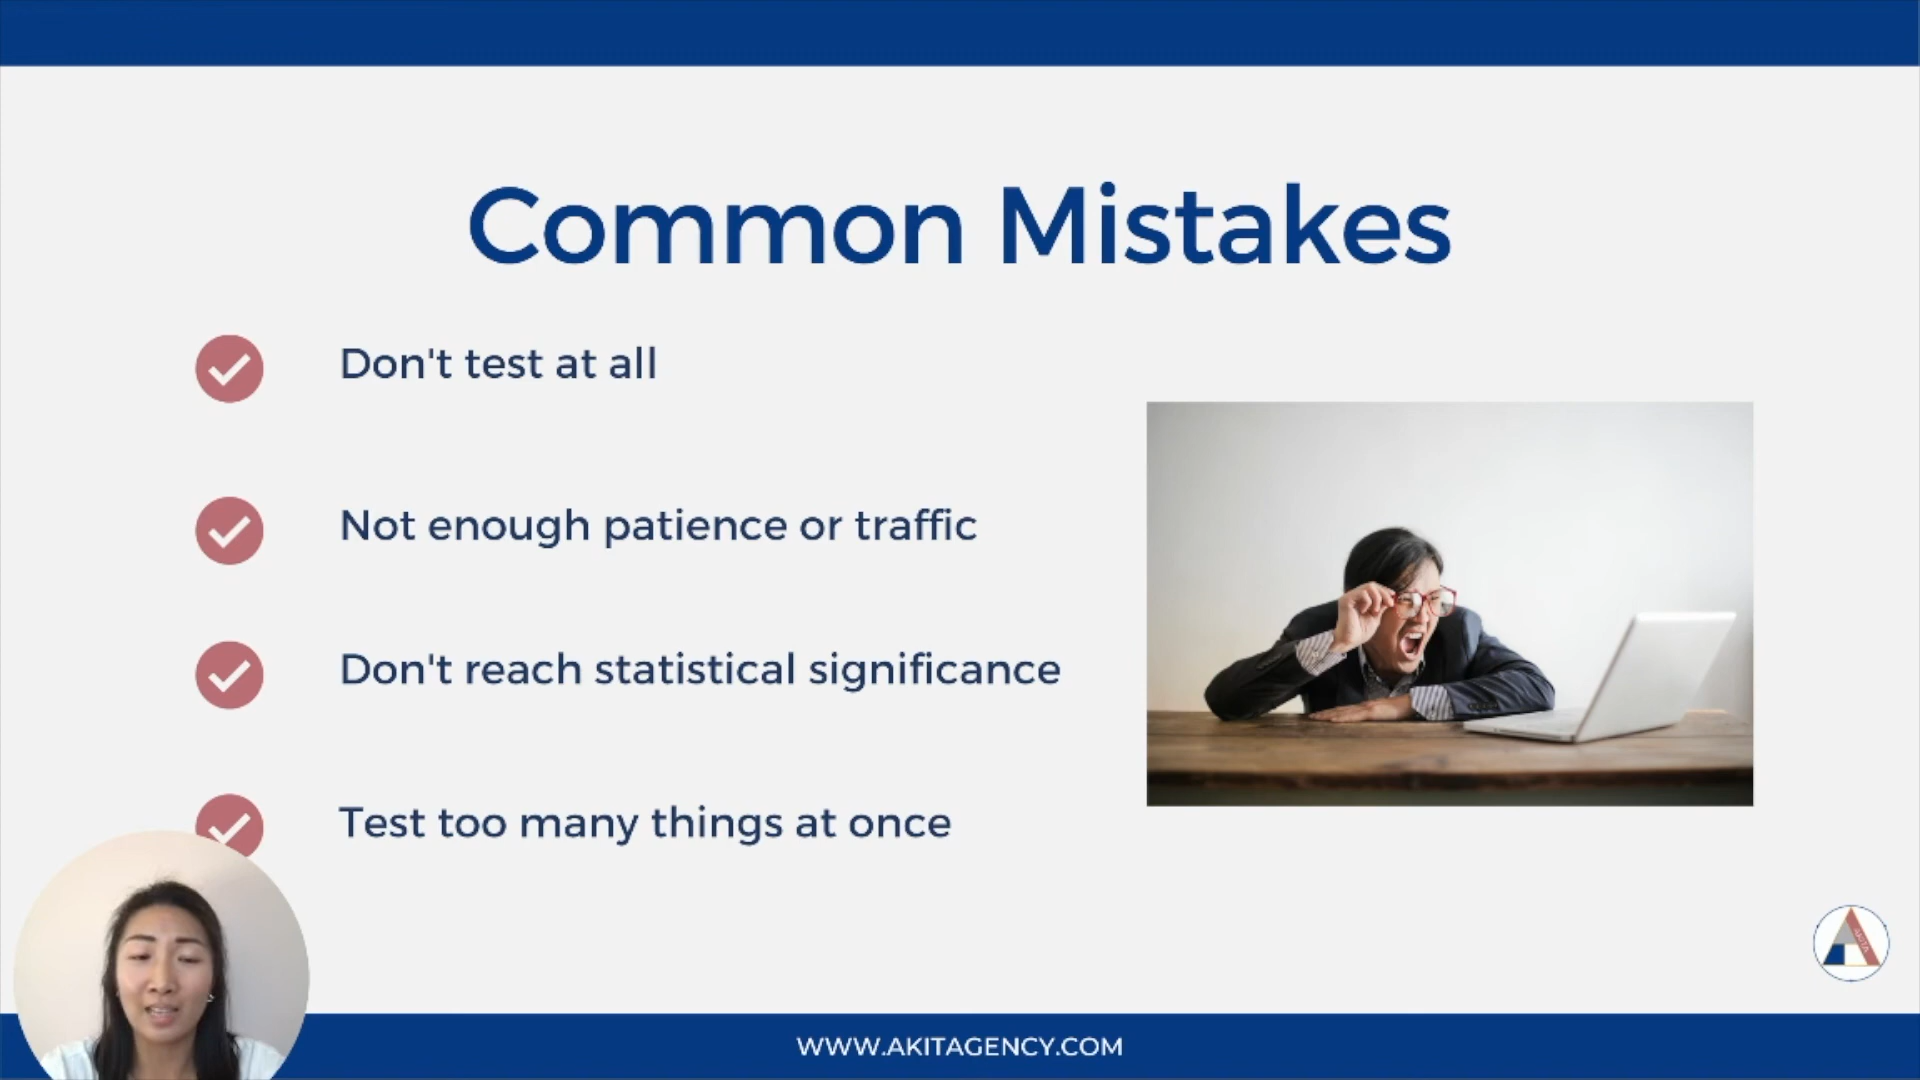 Common Mistakes
Don't test at all
Not enough patience or traffic
Don't reach statistical significance
Test too many things at once
AKITA
WWW.AKITAGENCY.COM